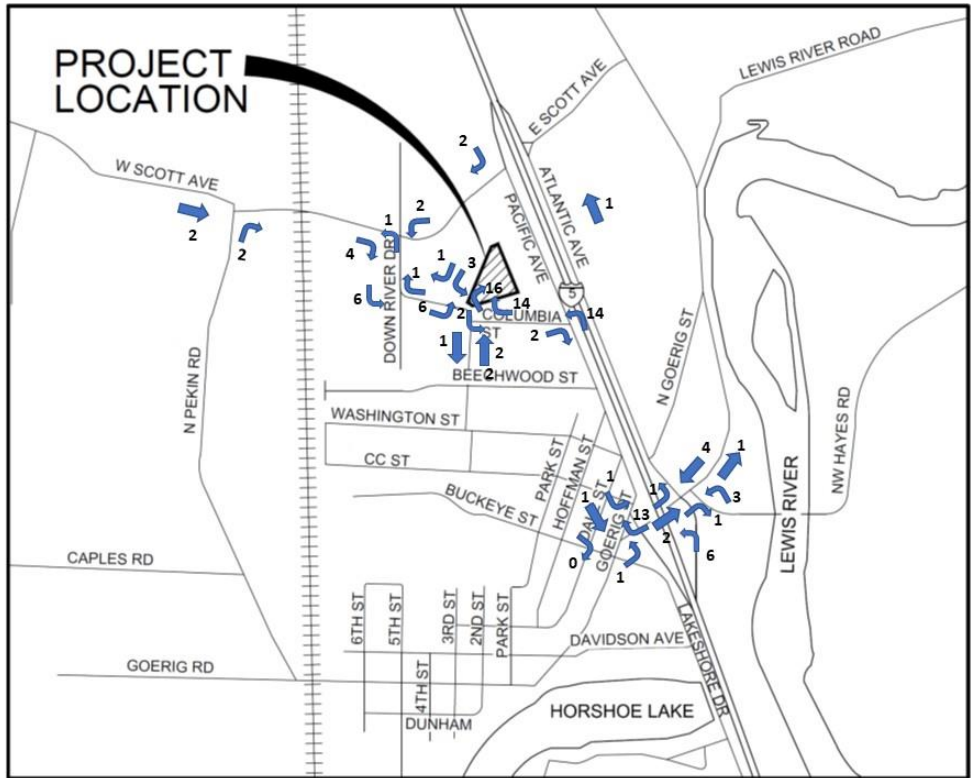 PROJECT
LOCATION
LEWIS RIVER ROAD
E SCOTT AVE
2
W SCOTT AVE
ATLANTIC AVE
PACIFIC AVE
1
2
2
1
2
4
DOWN RIVER DR
1
3
1
16
5
6
6
2
14
14
COLUMBIA
ST
2
1
2
2
BEECHWOOD ST
N GOERIG ST
N PEKIN RD
NW HAYES RD
WASHINGTON ST
CC ST
PARK ST
HOFFMAN ST
4
1
BUCKEYE ST
1
1
1
3
13
1
2
GOERIG ST
LEWIS RIVER
0
1
6
CAPLES RD
6TH ST
5TH ST
3RD ST
2ND ST
PARK ST
LAKESHORE DR
DAVIDSON AVE
GOERIG RD
4TH ST
HORSHOE LAKE
DUNHAM